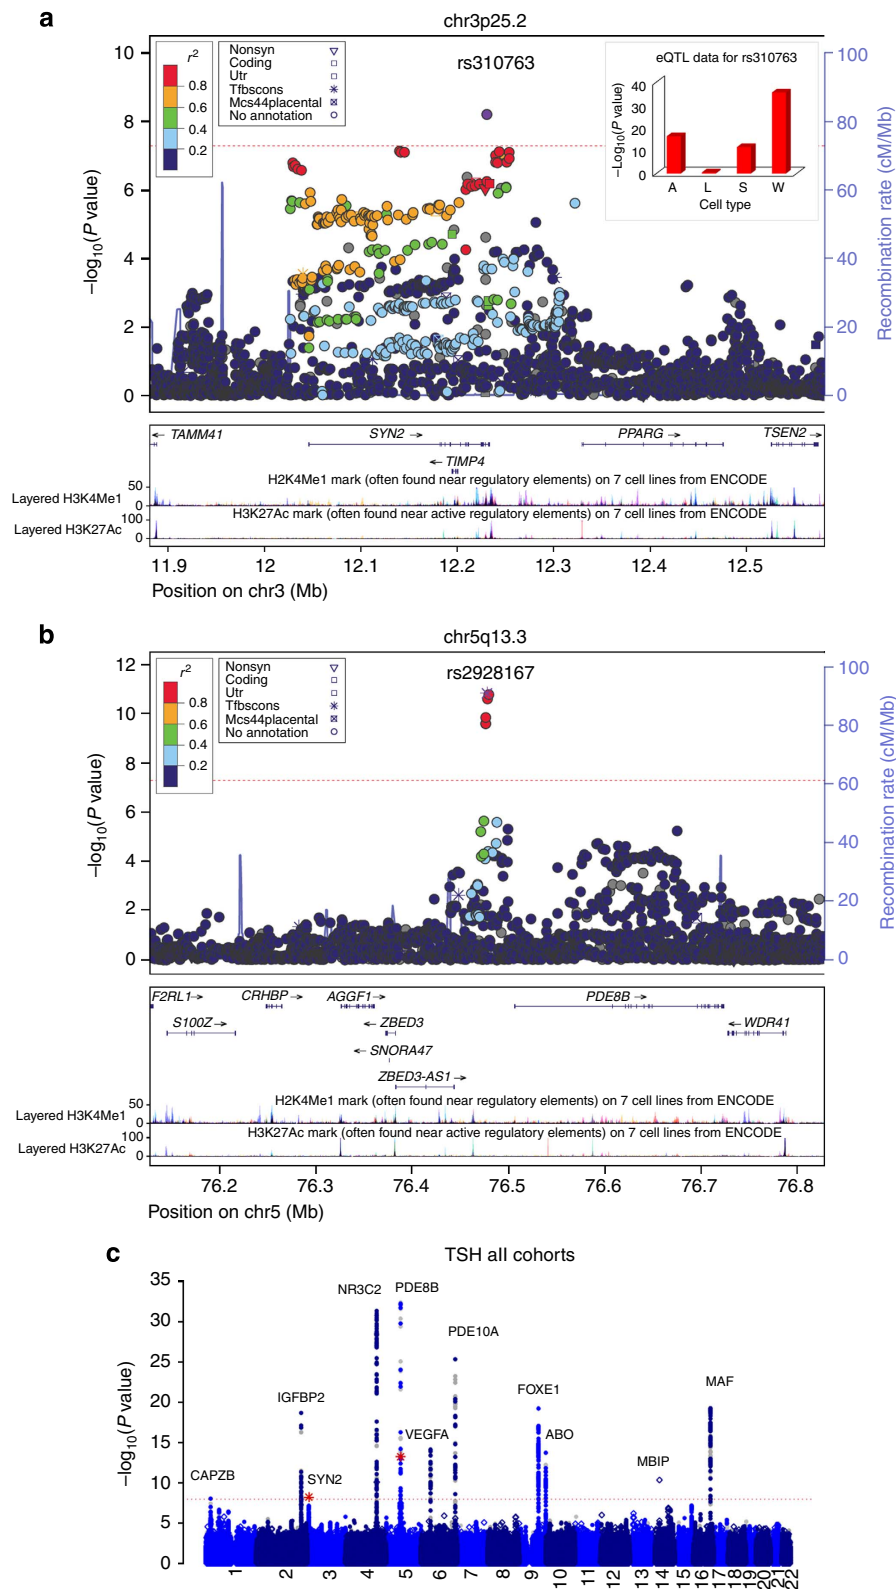 a
chr3p25.2
rs310763
r²
0.8
0.6
0.4
0.2
Nonsyn
Coding
Utr
Tfbscons
Mcs44placental
No annotation
eQTL data for rs310763
−Log10(P value)
40
30
20
10
0
A L S W
Cell type
−log10(P value)
10
8
6
4
2
0
Recombination rate (cM/Mb)
100
80
60
40
20
0
← TAMM41 SYN2 → PPARG → TSEN2 →
← TIMP4
H2K4Me1 mark (often found near regulatory elements) on 7 cell lines from ENCODE
Layered H3K4Me1
50
0
H3K27Ac mark (often found near active regulatory elements) on 7 cell lines from ENCODE
Layered H3K27Ac
100
0
11.9 12 12.1 12.2 12.3 12.4 12.5
Position on chr3 (Mb)
b
chr5q13.3
rs2928167
r²
0.8
0.6
0.4
0.2
Nonsyn
Coding
Utr
Tfbscons
Mcs44placental
No annotation
−log10(P value)
12
10
8
6
4
2
0
Recombination rate (cM/Mb)
100
80
60
40
20
0
F2RL1 → CRHBP → AGGF1 → PDE8B →
S100Z → ← ZBED3 ← WDR41
← SNORA47
ZBED3-AS1 →
H2K4Me1 mark (often found near regulatory elements) on 7 cell lines from ENCODE
Layered H3K4Me1
50
0
H3K27Ac mark (often found near active regulatory elements) on 7 cell lines from ENCODE
Layered H3K27Ac
100
0
76.2 76.3 76.4 76.5 76.6 76.7 76.8
Position on chr5 (Mb)
c
TSH all cohorts
−log10(P value)
35
30
25
20
15
10
5
0
NR3C2 PDE8B
PDE10A
IGFBP2 FOXE1 MAF
VEGFA ABO
CAPZB SYN2 MBIP
1 2 3 4 5 6 7 8 9 10 11 12 13 14 15 16 17 18 19 20 21 22